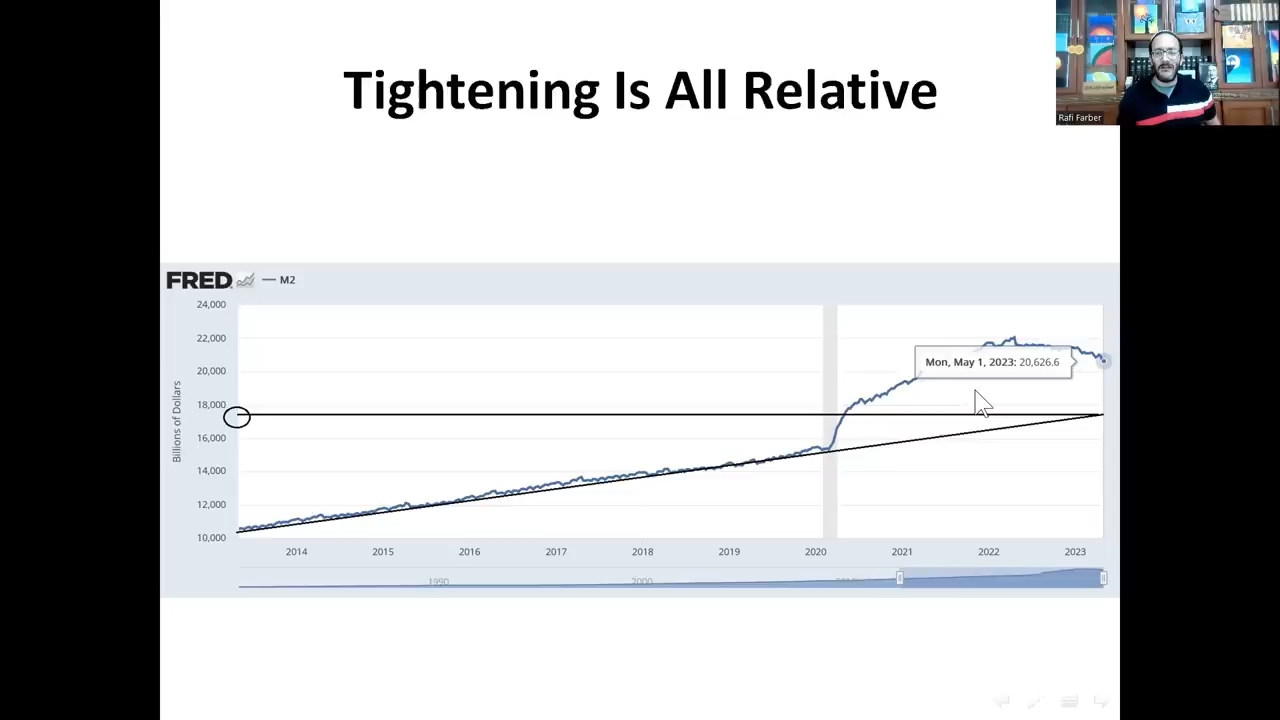 Tightening Is All Relative
Rafi Farber
FRED
M2
24,000
22,000
20,000
18,000
16,000
14,000
12,000
10,000
Billions of Dollars
Mon, May 1, 2023: 20,626.6
2014 2015 2016 2017 2018 2019 2020 2021 2022 2023
1990 2000